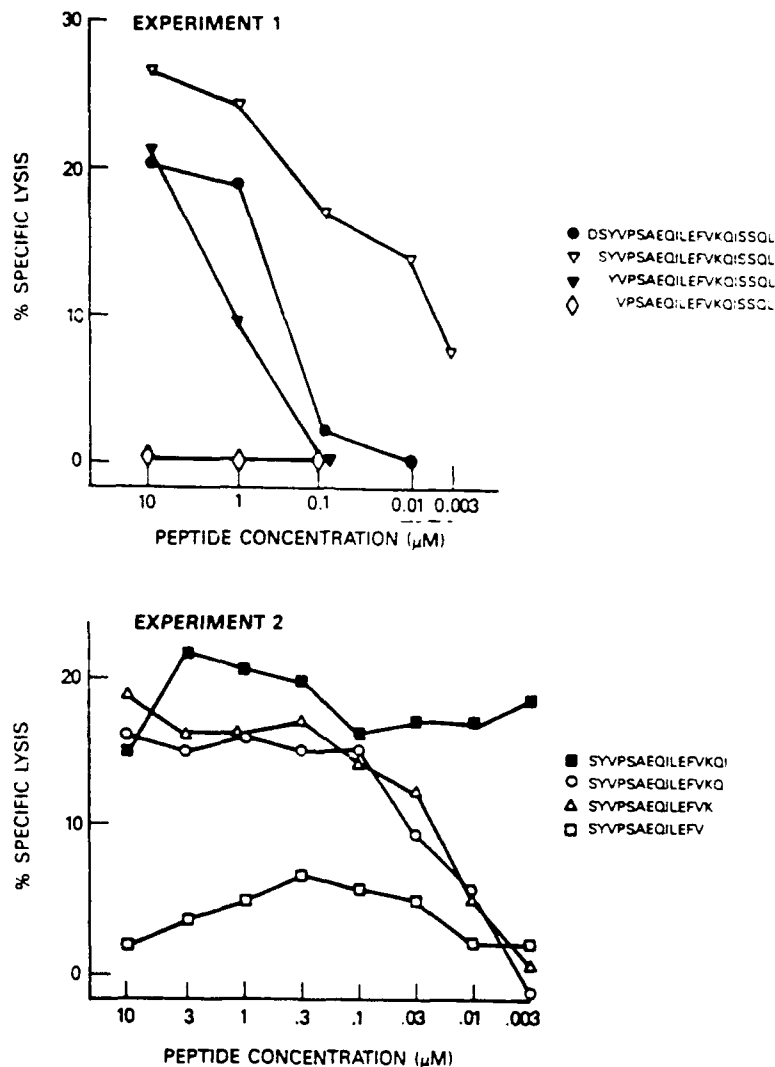 EXPERIMENT 1
30
20
10
0
% SPECIFIC LYSIS
10 1 0.1 0.01 0.003
PEPTIDE CONCENTRATION (µM)
DSYVPSAEQILEFVKQISSQL
SYVPSAEQILEFVKQISSQL
YVPSAEQILEFVKQISSQL
VPSAEQILEFVKQISSQL
EXPERIMENT 2
20
10
0
% SPECIFIC LYSIS
10 3 1 .3 .1 .03 .01 .003
PEPTIDE CONCENTRATION (µM)
SYVPSAEQILEFVKQI
SYVPSAEQILEFVKQ
SYVPSAEQILEFVK
SYVPSAEQILEFV